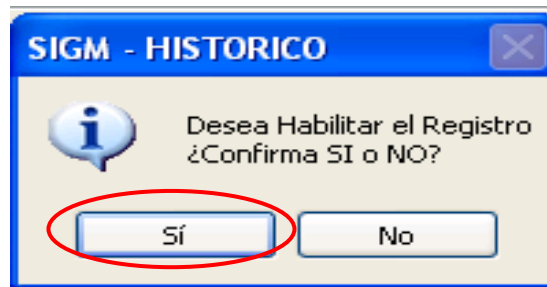 SIGM - HISTORICO
Desea Habilitar el Registro
¿Confirma SI o NO?
Sí
No